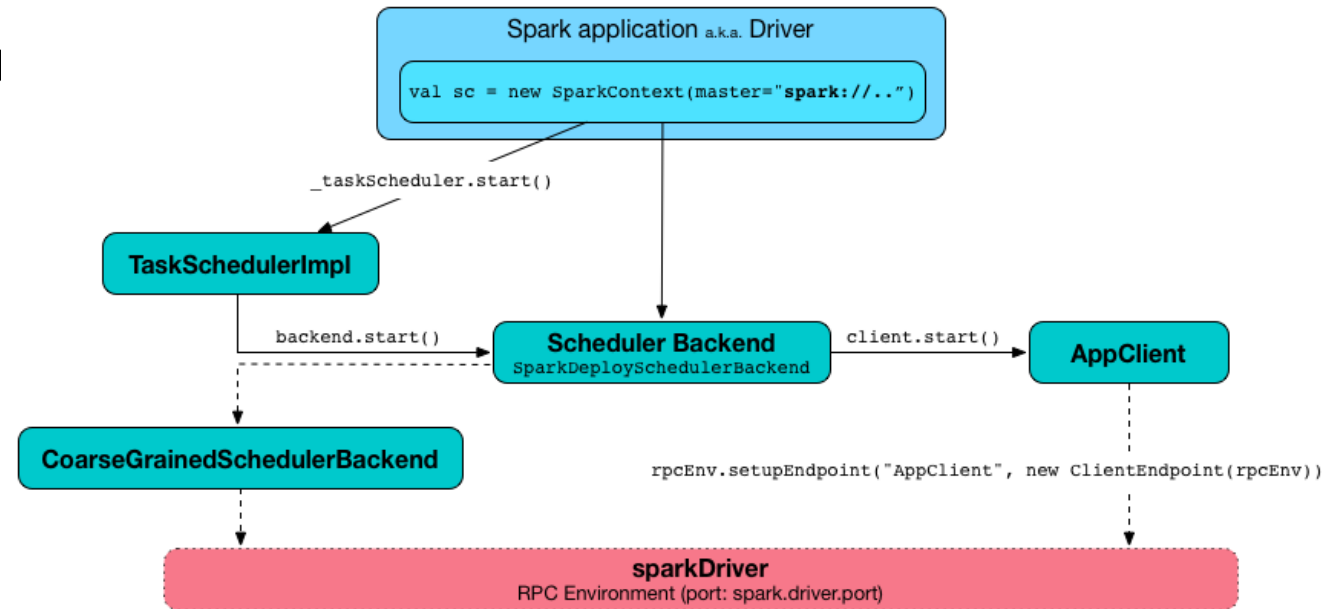 Spark application a.k.a. Driver
val sc = new SparkContext(master="spark://..”)
_taskScheduler.start()
TaskSchedulerImpl
backend.start()
Scheduler Backend
SparkDeploySchedulerBackend
client.start()
AppClient
CoarseGrainedSchedulerBackend
rpcEnv.setupEndpoint("AppClient", new ClientEndpoint(rpcEnv))
sparkDriver
RPC Environment (port: spark.driver.port)